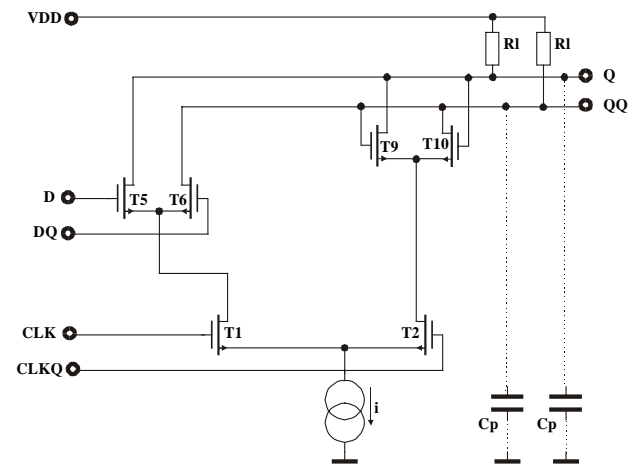 VDD
Rl Rl
Q
QQ
T9 T10
D T5 T6
DQ
CLK T1 T2
CLKQ
i
Cp Cp